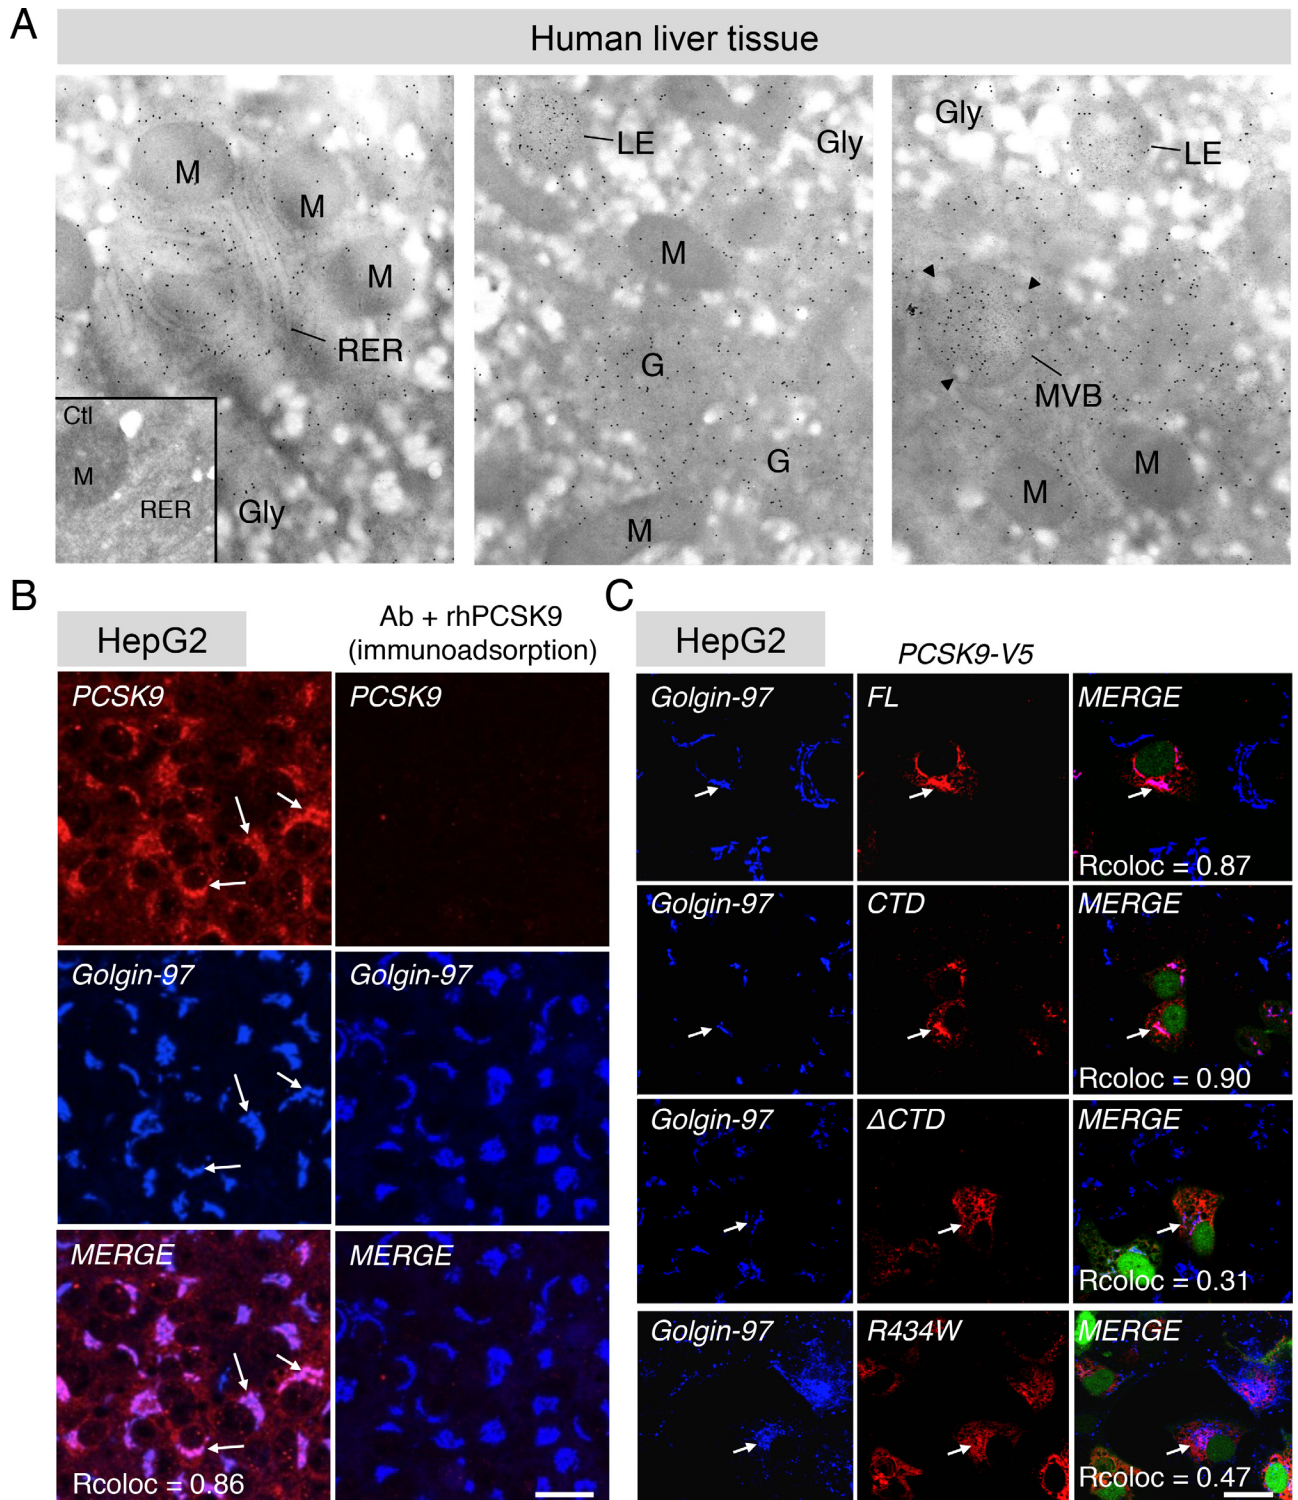 A
Human liver tissue
M
M
M
RER
Ctl
M
RER
Gly
LE
Gly
M
G
G
M
Gly
LE
MVB
M
M
B
HepG2
Ab + rhPCSK9
(immunoadsorption)
PCSK9
PCSK9
Golgin-97
Golgin-97
MERGE
Rcoloc = 0.86
MERGE
C
HepG2
PCSK9-V5
Golgin-97
FL
MERGE
Rcoloc = 0.87
Golgin-97
CTD
MERGE
Rcoloc = 0.90
Golgin-97
ΔCTD
MERGE
Rcoloc = 0.31
Golgin-97
R434W
MERGE
Rcoloc = 0.47